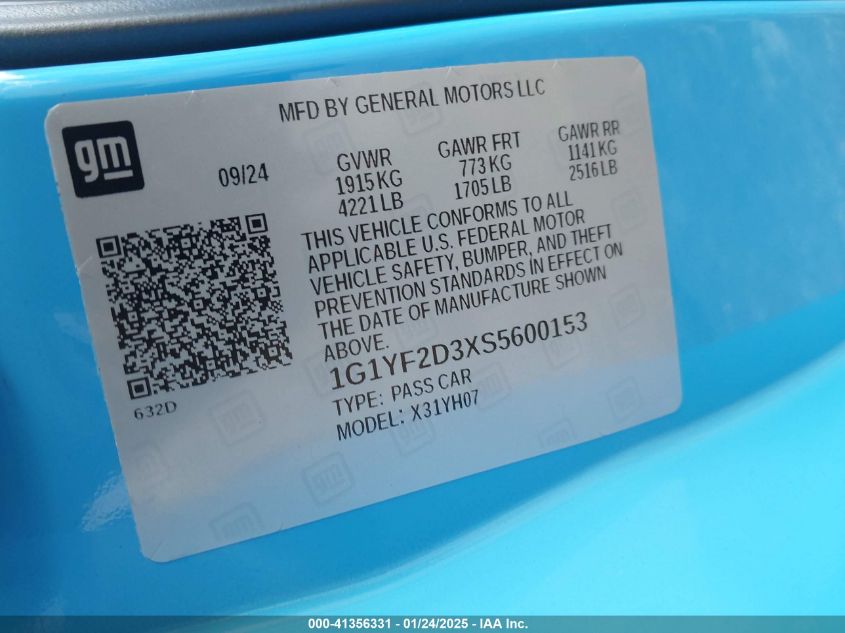 MFD BY GENERAL MOTORS LLC
gm
09/24
GVWR
1915 KG
4221 LB
GAWR FRT
773 KG
1705 LB
GAWR RR
1141 KG
2516 LB
THIS VEHICLE CONFORMS TO ALL
APPLICABLE U.S. FEDERAL MOTOR
VEHICLE SAFETY, BUMPER, AND THEFT
PREVENTION STANDARDS IN EFFECT ON
THE DATE OF MANUFACTURE SHOWN
ABOVE.
1G1YF2D3XS5600153
TYPE: PASS CAR
MODEL: X31YH07
632D
000-41356331 - 01/24/2025 - IAA Inc.